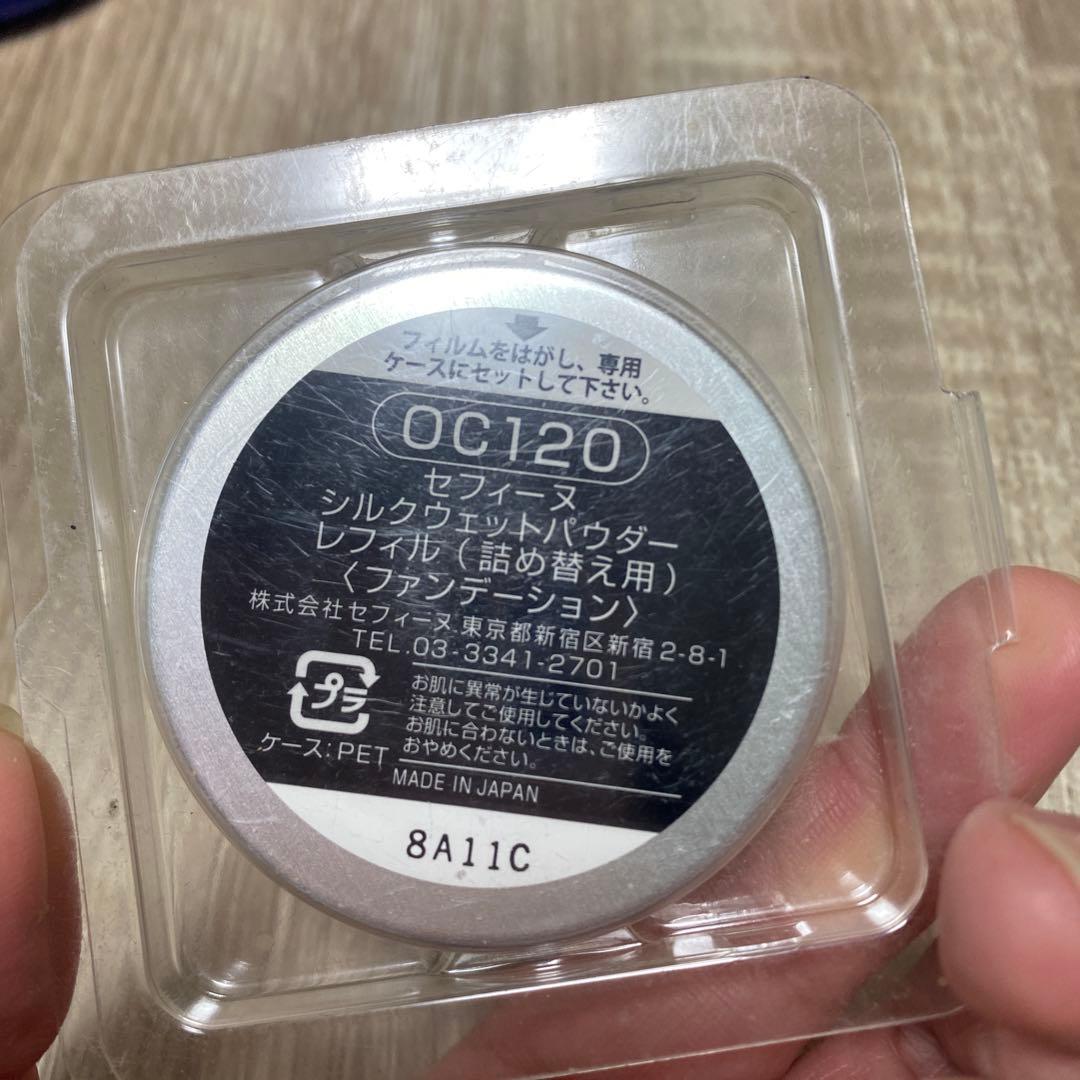 フィルムをはがし、専用
ケースにセットして下さい。
OC120
セフィーヌ
シルクウェットパウダー
レフィル(詰め替え用)
〈ファンデーション〉
株式会社セフィーヌ 東京都新宿区新宿2-8-1
TEL.03-3341-2701
プラ
ケース:PET
お肌に異常が生じていないかよく
注意してご使用してください。
お肌に合わないときは、ご使用を
おやめください。
MADE IN JAPAN
8A11C